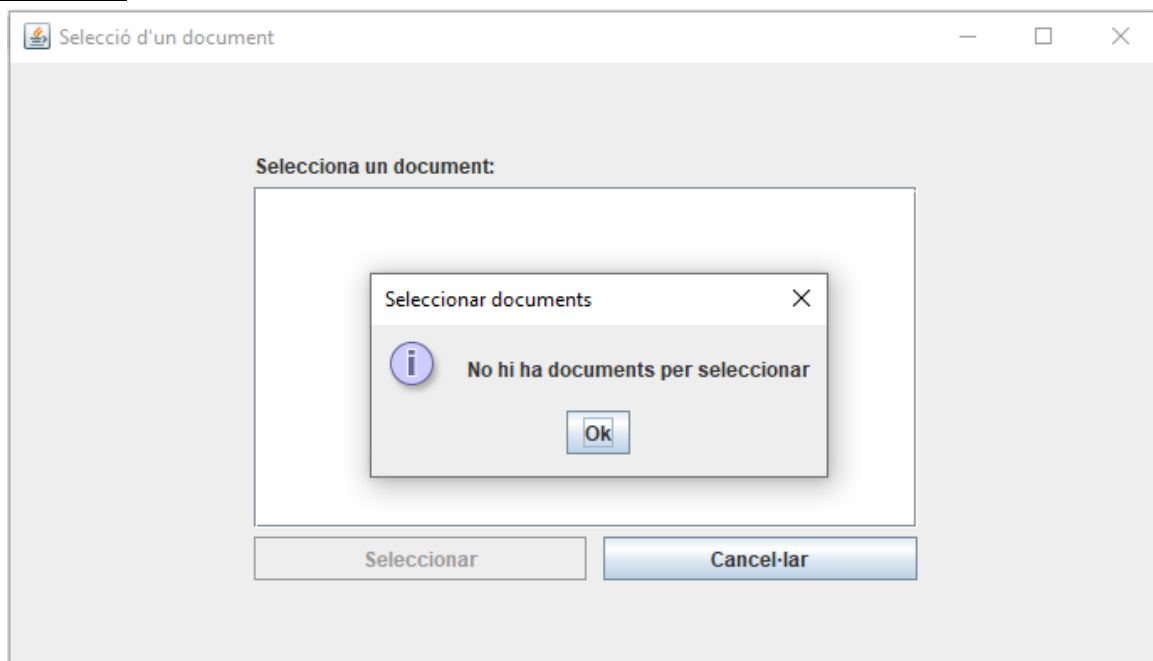 Selecció d'un document
Selecciona un document:
Seleccionar documents
No hi ha documents per seleccionar
Ok
Seleccionar
Cancel·lar